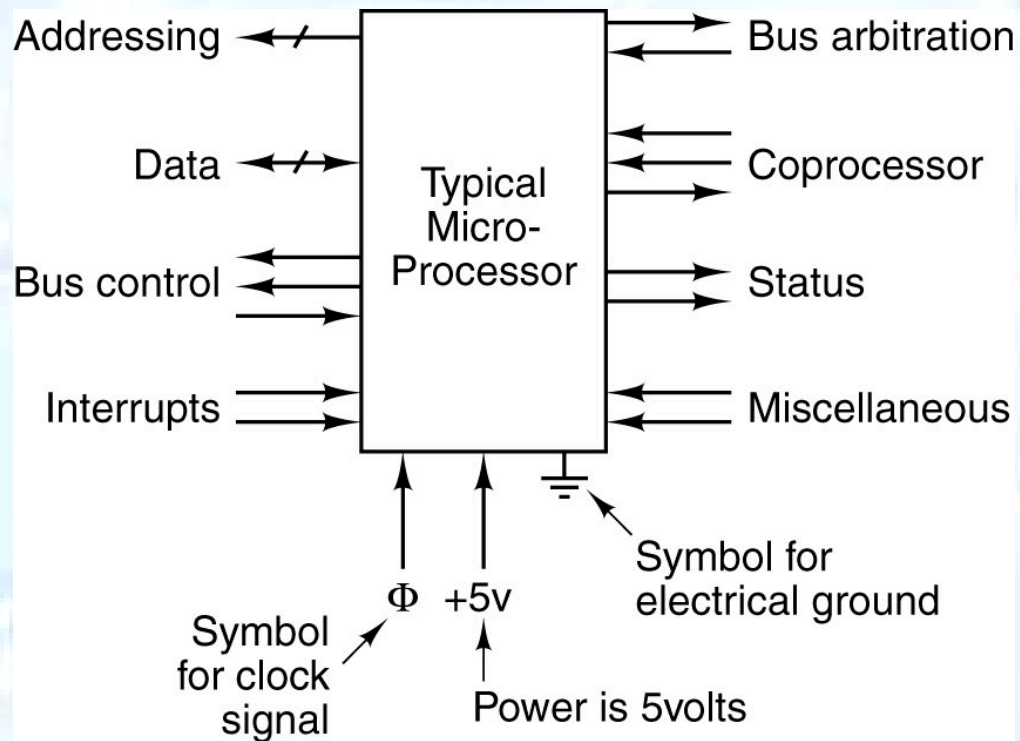 Addressing
Bus arbitration
Data
Coprocessor
Typical
Micro-
Processor
Bus control
Status
Interrupts
Miscellaneous
Φ +5v
Symbol for
electrical ground
Symbol
for clock
signal
Power is 5volts